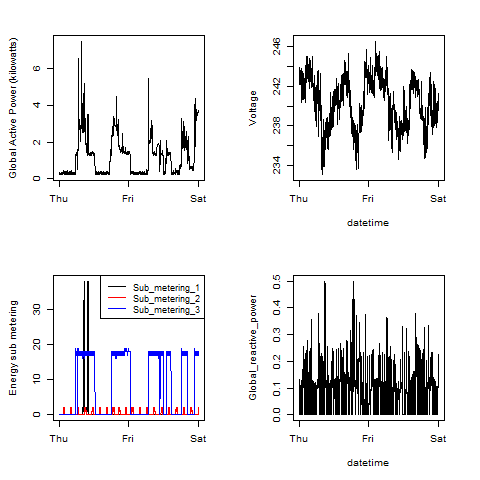 Global Active Power (kilowatts)
0
2
4
6
Thu
Fri
Sat
Voltage
234
238
242
246
Thu
Fri
Sat
datetime
Energy sub metering
0
10
20
30
Sub_metering_1
Sub_metering_2
Sub_metering_3
Thu
Fri
Sat
Global_reactive_power
0.0
0.1
0.2
0.3
0.4
0.5
Thu
Fri
Sat
datetime